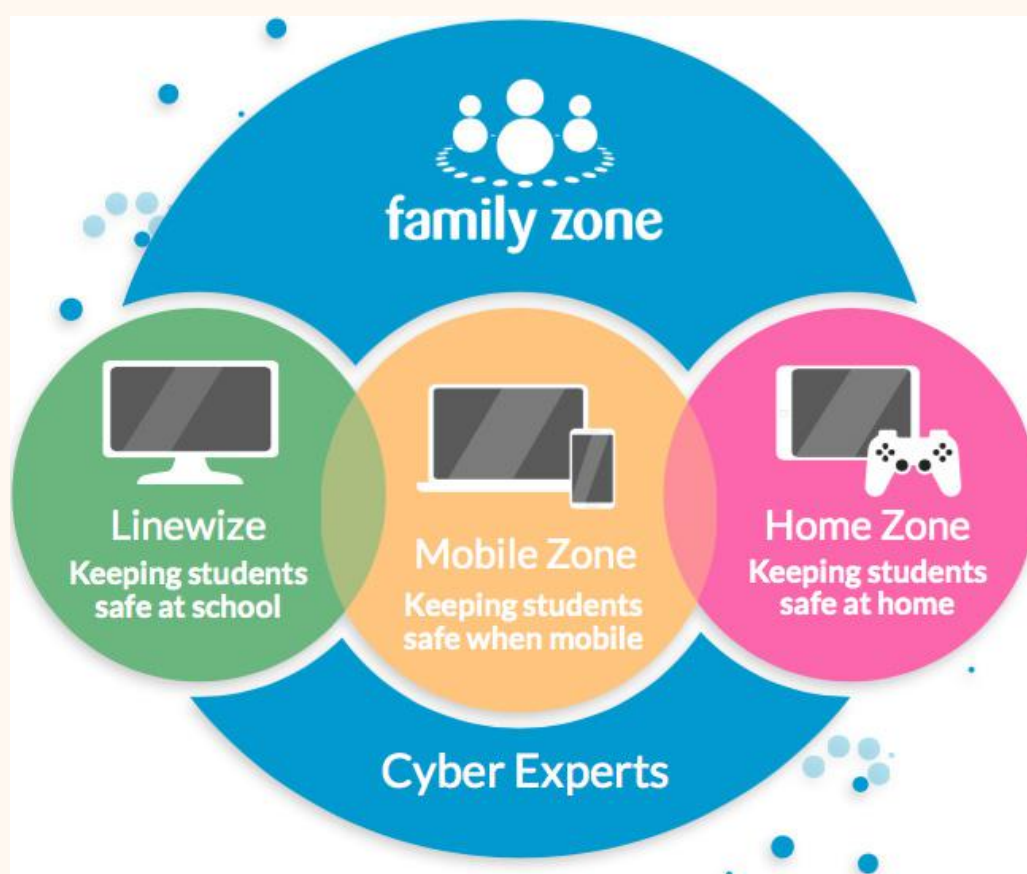 family zone
Linewize
Keeping students
safe at school
Mobile Zone
Keeping students
safe when mobile
Home Zone
Keeping students
safe at home
Cyber Experts